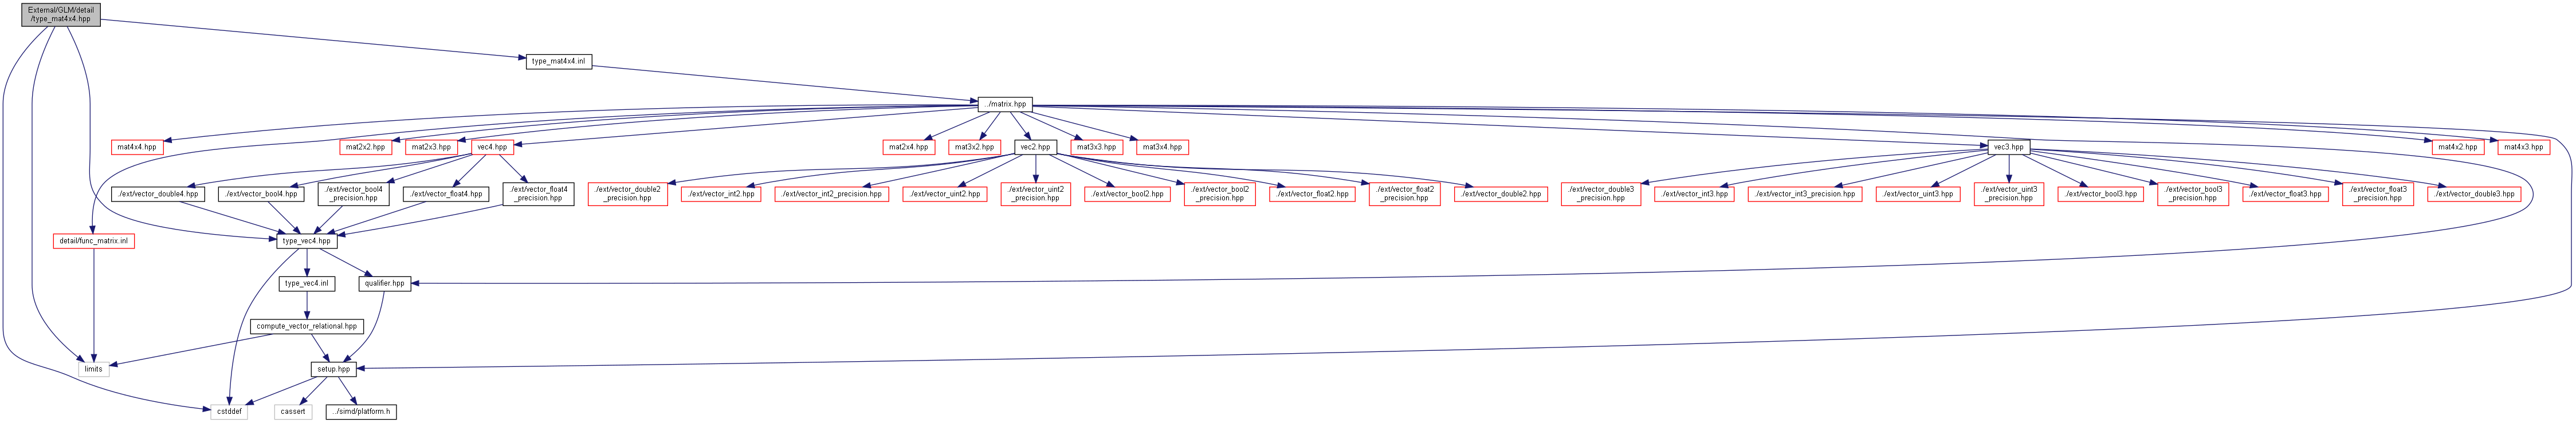 External/GLM/detail
/type_mat4x4.hpp
type_mat4x4.inl
../matrix.hpp
mat4x4.hpp
mat2x2.hpp
mat2x3.hpp
vec4.hpp
mat2x4.hpp
mat3x2.hpp
vec2.hpp
mat3x3.hpp
mat3x4.hpp
vec3.hpp
mat4x2.hpp
mat4x3.hpp
./ext/vector_double4.hpp
./ext/vector_bool4.hpp
./ext/vector_bool4
_precision.hpp
./ext/vector_float4.hpp
./ext/vector_float4
_precision.hpp
./ext/vector_double2
_precision.hpp
./ext/vector_int2.hpp
./ext/vector_int2_precision.hpp
./ext/vector_uint2.hpp
./ext/vector_uint2
_precision.hpp
./ext/vector_bool2.hpp
./ext/vector_bool2
_precision.hpp
./ext/vector_float2.hpp
./ext/vector_float2
_precision.hpp
./ext/vector_double2.hpp
./ext/vector_double3
_precision.hpp
./ext/vector_int3.hpp
./ext/vector_int3_precision.hpp
./ext/vector_uint3.hpp
./ext/vector_uint3
_precision.hpp
./ext/vector_bool3.hpp
./ext/vector_bool3
_precision.hpp
./ext/vector_float3.hpp
./ext/vector_float3
_precision.hpp
./ext/vector_double3.hpp
detail/func_matrix.inl
type_vec4.hpp
type_vec4.inl
qualifier.hpp
compute_vector_relational.hpp
limits
setup.hpp
cstddef
cassert
../simd/platform.h